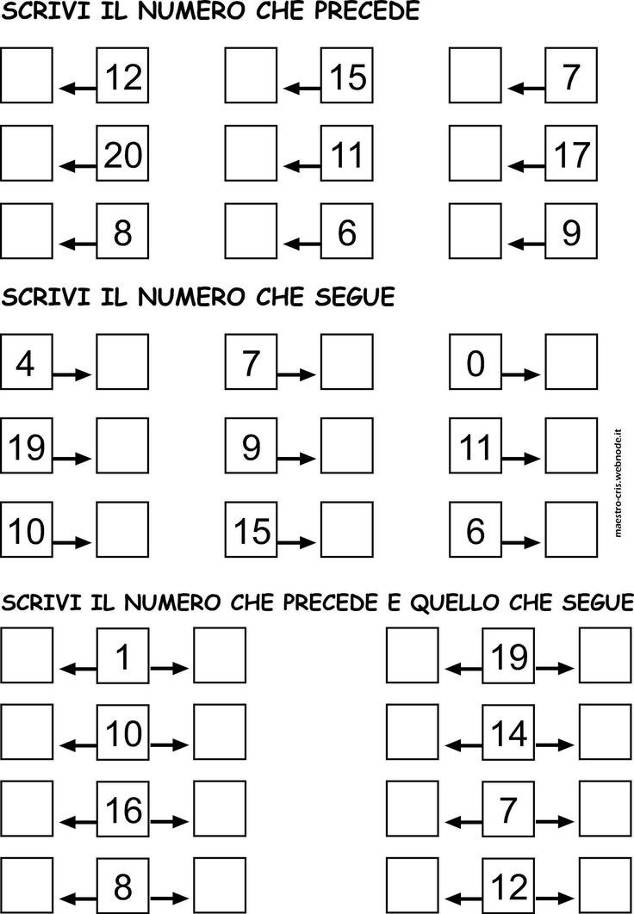 SCRIVI IL NUMERO CHE PRECEDE
12 15 7
20 11 17
8 6 9
SCRIVI IL NUMERO CHE SEGUE
4 7 0
19 9 11
10 15 6
maestro-cris.webnode.it
SCRIVI IL NUMERO CHE PRECEDE E QUELLO CHE SEGUE
1 19
10 14
16 7
8 12